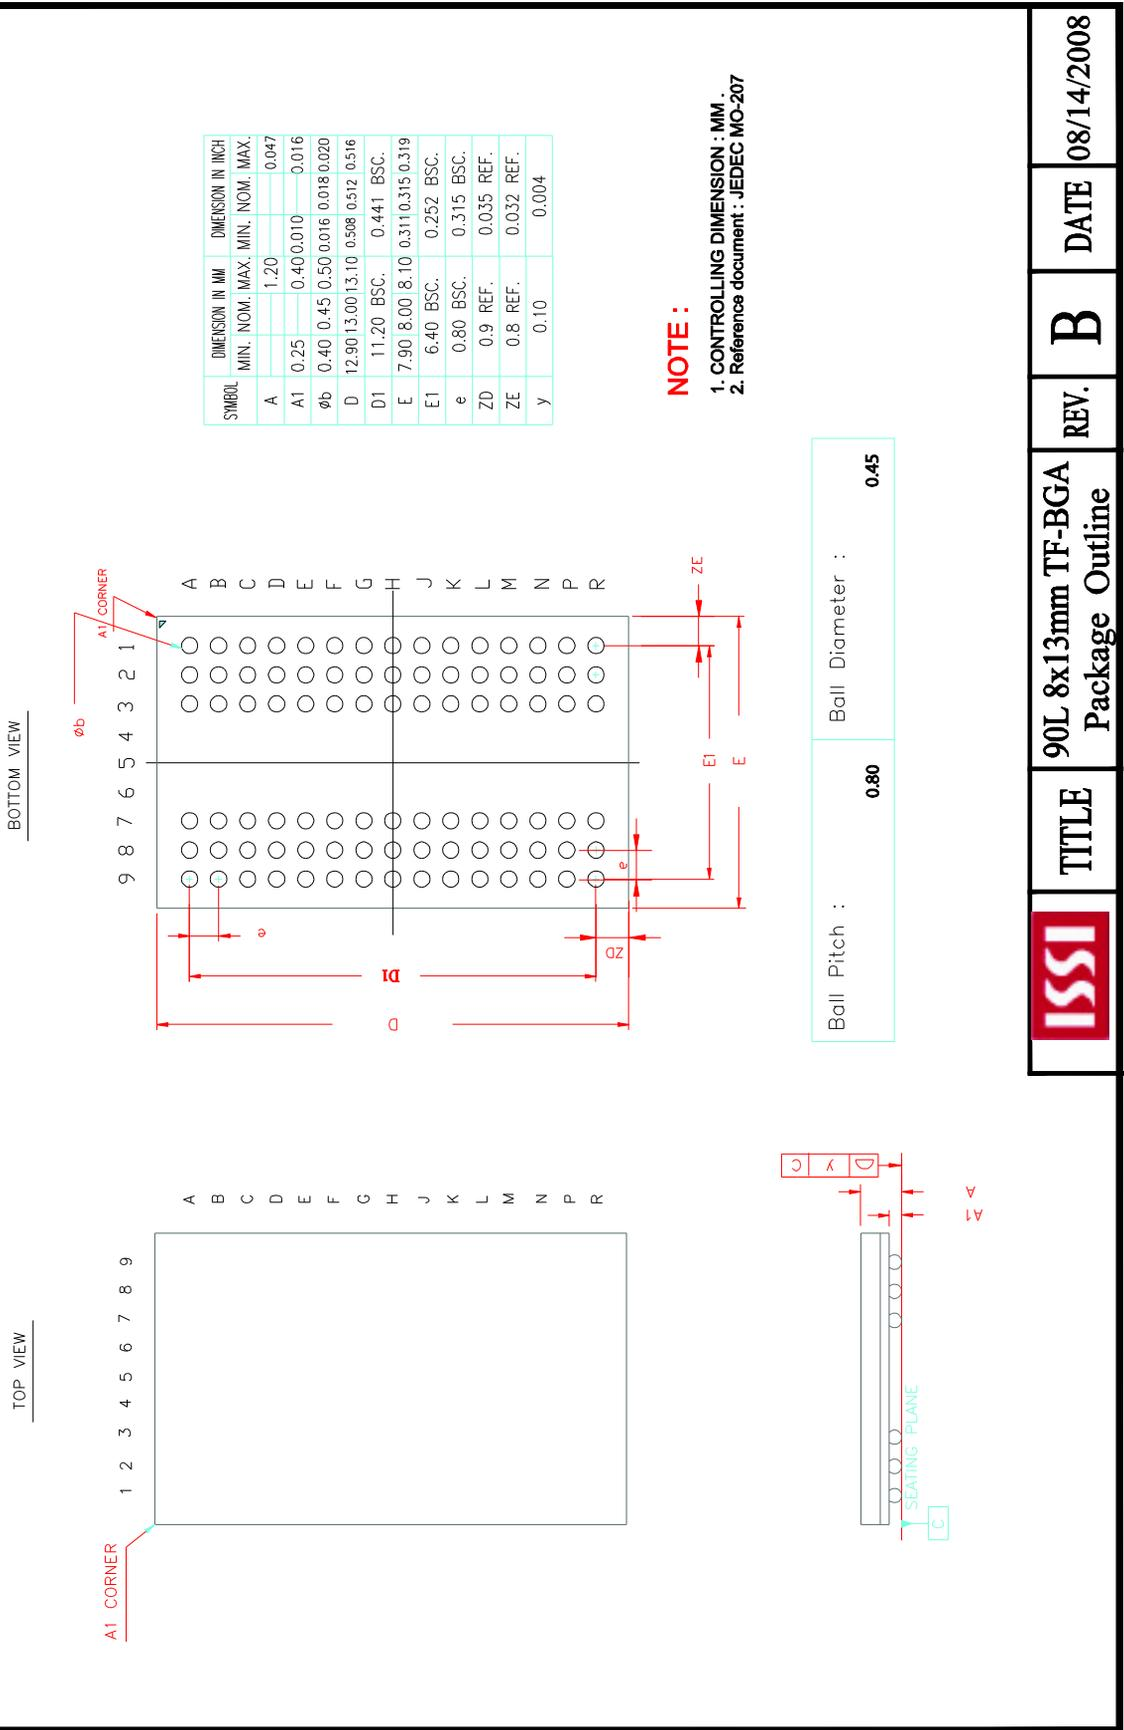 TOP VIEW
A1 CORNER
1 2 3 4 5 6 7 8 9
A
B
C
D
E
F
G
H
J
K
L
M
N
P
R
BOTTOM VIEW
Øb
A1 CORNER
9 8 7 6 5 4 3 2 1
A
B
C
D
E
F
G
H
J
K
L
M
N
P
R
e
D1
D
ZD
e
E1
E
ZE
SYMBOL DIMENSION IN MM DIMENSION IN INCH
MIN. NOM. MAX. MIN. NOM. MAX.
A 1.20 0.047
A1 0.25 0.40 0.010 0.016
Øb 0.40 0.45 0.50 0.016 0.018 0.020
D 12.90 13.00 13.10 0.508 0.512 0.516
D1 11.20 BSC. 0.441 BSC.
E 7.90 8.00 8.10 0.311 0.315 0.319
E1 6.40 BSC. 0.252 BSC.
e 0.80 BSC. 0.315 BSC.
ZD 0.9 REF. 0.035 REF.
ZE 0.8 REF. 0.032 REF.
y 0.10 0.004
NOTE :
1. CONTROLLING DIMENSION : MM .
2. Reference document : JEDEC MO-207
Ball Pitch : 0.80 Ball Diameter : 0.45
C y
A
A1
SEATING PLANE
C
ISSI TITLE 90L 8x13mm TF-BGA
Package Outline REV. B DATE 08/14/2008